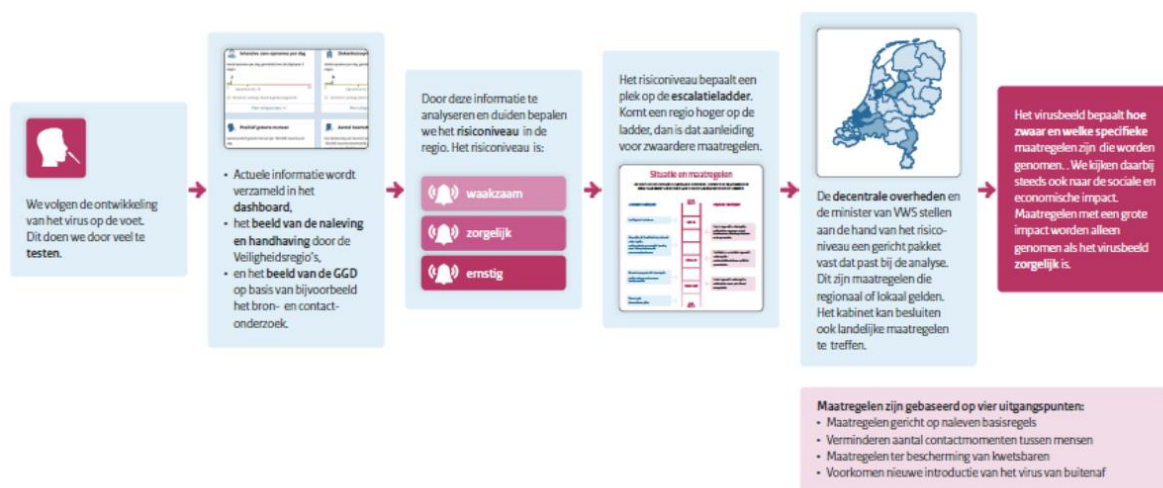 We volgen de ontwikkeling
van het virus op de voet.
Dit doen we door veel te
testen.
Intensive care-opnames per dag
• Actuele informatie wordt
verzameld in het
dashboard,
• het beeld van de naleving
en handhaving door de
Veiligheidsregio's,
• en het beeld van de GGD
op basis van bijvoorbeeld
het bron- en contact-
onderzoek.
Door deze informatie te
analyseren en duiden bepalen
we het risiconiveau in de
regio. Het risiconiveau is:
waakzaam
zorgelijk
ernstig
Het risiconiveau bepaalt een
plek op de escalatieladder.
Komt een regio hoger op de
ladder, dan is dat aanleiding
voor zwaardere maatregelen.
Situatie en maatregelen
De decentrale overheden en
de minister van VWS stellen
aan de hand van het risico-
niveau een gericht pakket
vast dat past bij de analyse.
Dit zijn maatregelen die
regionaal of lokaal gelden.
Het kabinet kan besluiten
ook landelijke maatregelen
te treffen.
Het virusbeeld bepaalt hoe
zwaar en welke specifieke
maatregelen zijn die worden
genomen. . We kijken daarbij
steeds ook naar de sociale en
economische impact.
Maatregelen met een grote
impact worden alleen
genomen als het virusbeeld
zorgelijk is.
Maatregelen zijn gebaseerd op vier uitgangspunten:
• Maatregelen gericht op naleven basisregels
• Verminderen aantal contactmomenten tussen mensen
• Maatregelen ter bescherming van kwetsbaren
• Voorkomen nieuwe introductie van het virus van buitenaf